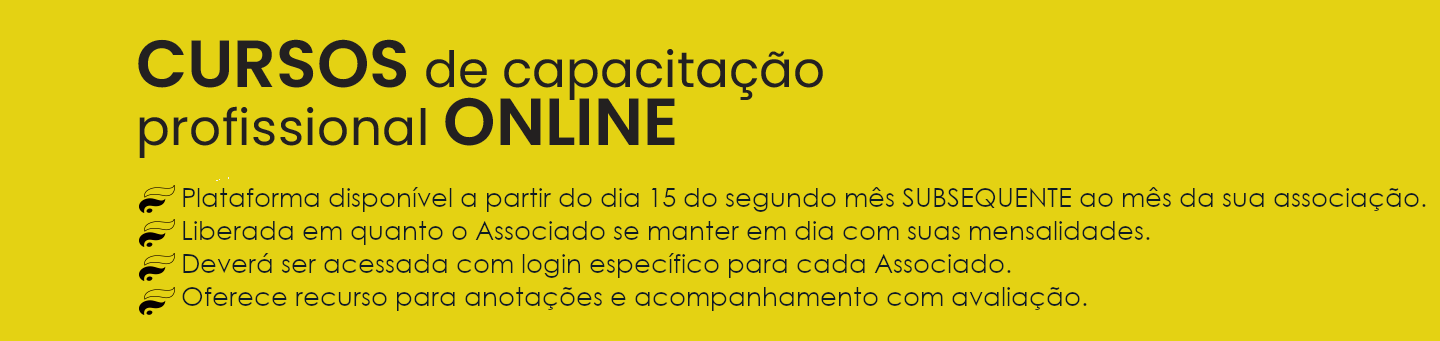 CURSOS de capacitação
profissional ONLINE
Plataforma disponível a partir do dia 15 do segundo mês SUBSEQUENTE ao mês da sua associação.
Liberada em quanto o Associado se manter em dia com suas mensalidades.
Deverá ser acessada com login específico para cada Associado.
Oferece recurso para anotações e acompanhamento com avaliação.